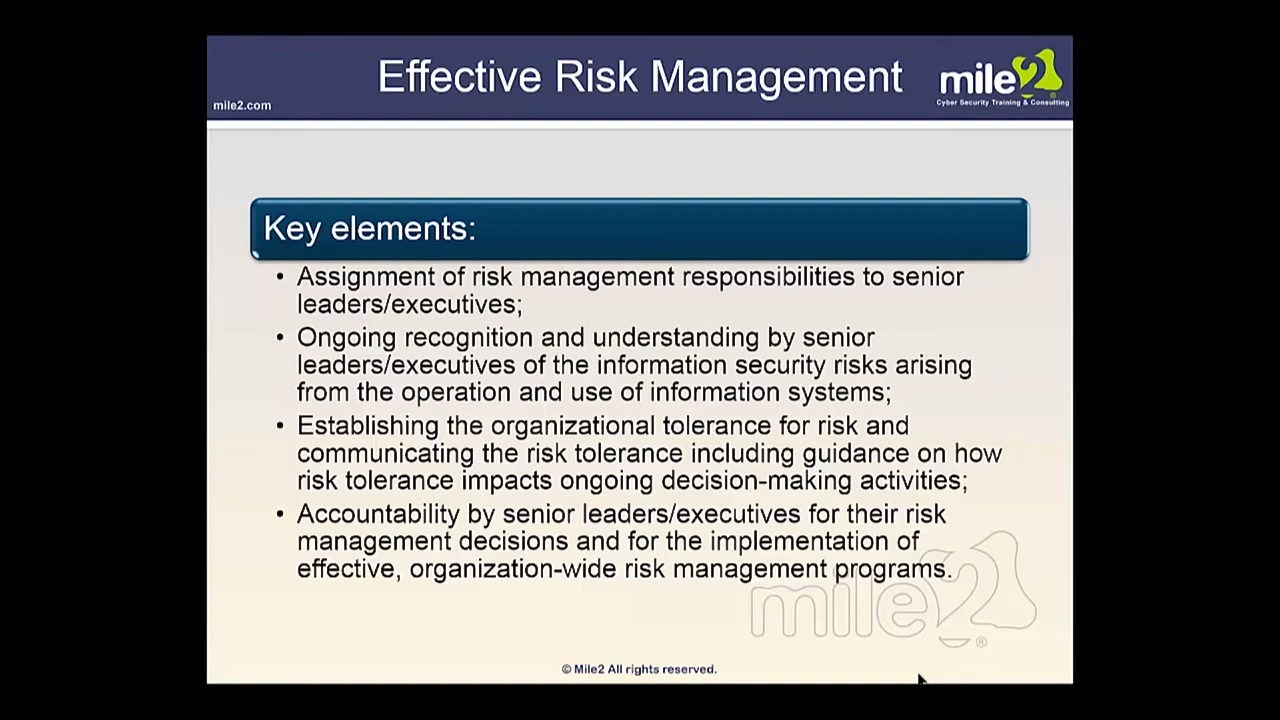 Effective Risk Management
mile2
mile2.com
Cyber Security Training & Consulting
Key elements:
• Assignment of risk management responsibilities to senior
leaders/executives;
• Ongoing recognition and understanding by senior
leaders/executives of the information security risks arising
from the operation and use of information systems;
• Establishing the organizational tolerance for risk and
communicating the risk tolerance including guidance on how
risk tolerance impacts ongoing decision-making activities;
• Accountability by senior leaders/executives for their risk
management decisions and for the implementation of
effective, organization-wide risk management programs.
mile2®
© Mile2 All rights reserved.